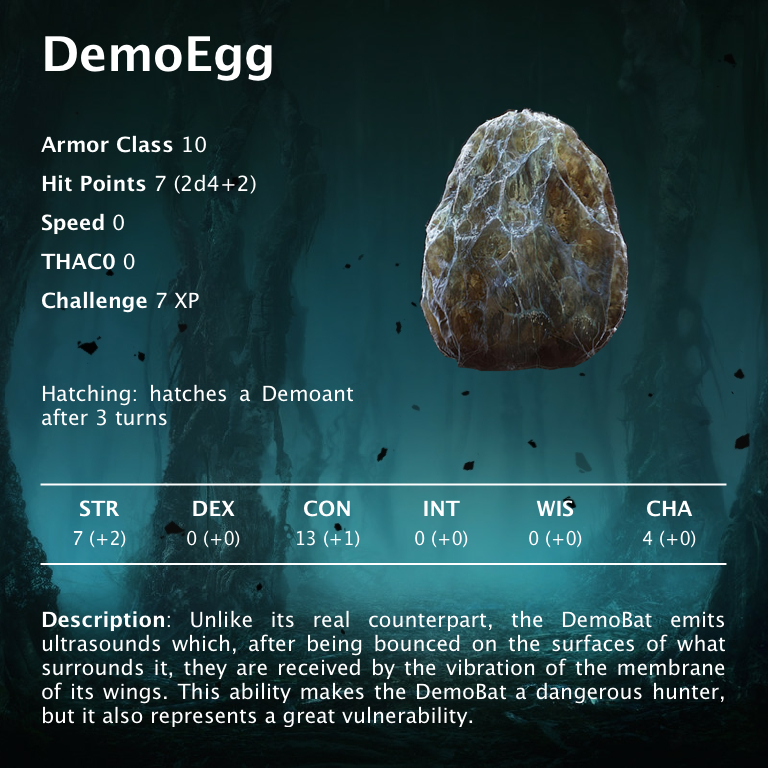 DemoEgg
Armor Class 10
Hit Points 7 (2d4+2)
Speed 0
THAC0 0
Challenge 7 XP
Hatching: hatches a Demoant
after 3 turns
STR DEX CON INT WIS CHA
7 (+2) 0 (+0) 13 (+1) 0 (+0) 0 (+0) 4 (+0)
Description: Unlike its real counterpart, the DemoBat emits
ultrasounds which, after being bounced on the surfaces of what
surrounds it, they are received by the vibration of the membrane
of its wings. This ability makes the DemoBat a dangerous hunter,
but it also represents a great vulnerability.